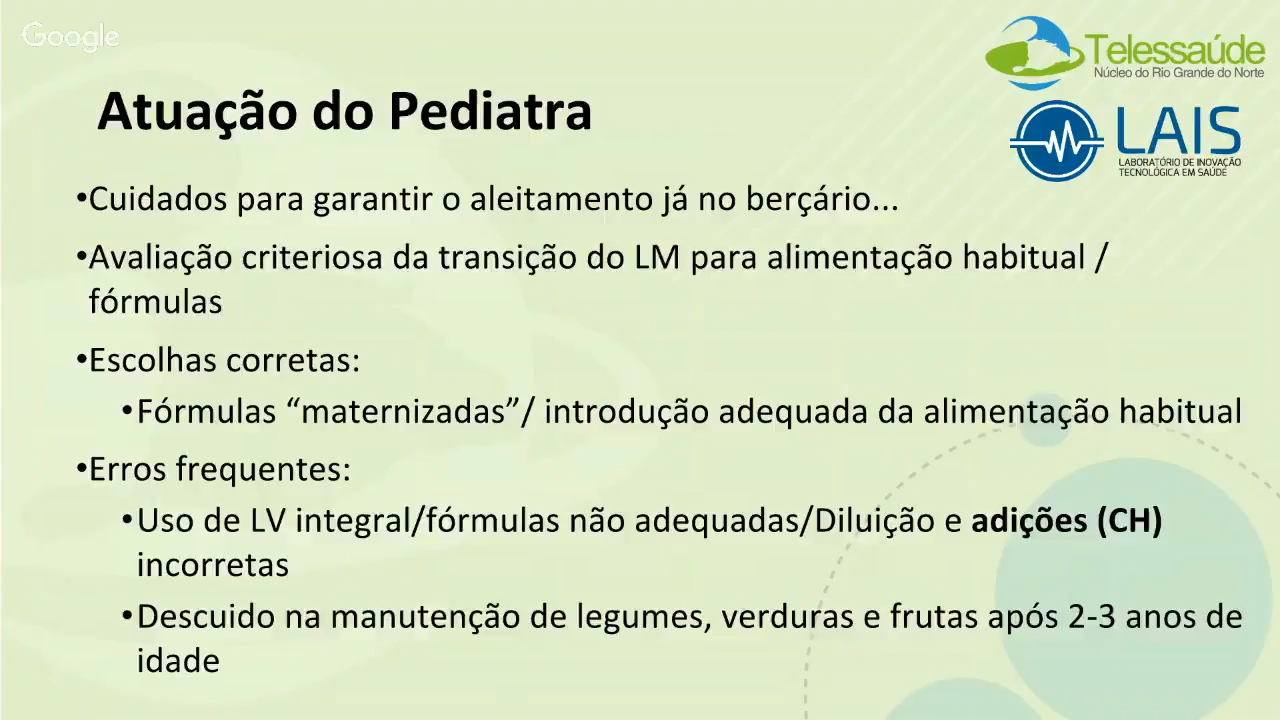 Google
Telessaúde
Núcleo do Rio Grande do Norte
LAIS
LABORATÓRIO DE INOVAÇÃO
TECNOLÓGICA EM SAÚDE
Atuação do Pediatra
•Cuidados para garantir o aleitamento já no berçário...
•Avaliação criteriosa da transição do LM para alimentação habitual /
fórmulas
•Escolhas corretas:
•Fórmulas “maternizadas”/ introdução adequada da alimentação habitual
•Erros frequentes:
•Uso de LV integral/fórmulas não adequadas/Diluição e adições (CH)
incorretas
•Descuido na manutenção de legumes, verduras e frutas após 2-3 anos de
idade